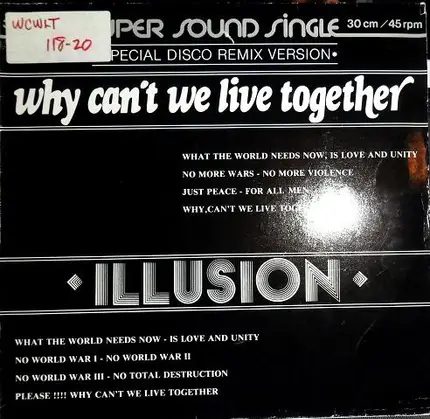 WCWLT
118-20
SUPER SOUND SINGLE 30 cm/45 rpm
SPECIAL DISCO REMIX VERSION•
why can't we live together
WHAT THE WORLD NEEDS NOW, IS LOVE AND UNITY
NO MORE WARS - NO MORE VIOLENCE
JUST PEACE - FOR ALL MEN
WHY,CAN'T WE LIVE
ILLUSION
WHAT THE WORLD NEEDS NOW - IS LOVE AND UNITY
NO WORLD WAR I - NO WORLD WAR II
NO WORLD WAR III - NO TOTAL DESTRUCTION
PLEASE !!!! WHY CAN'T WE LIVE TOGETHER